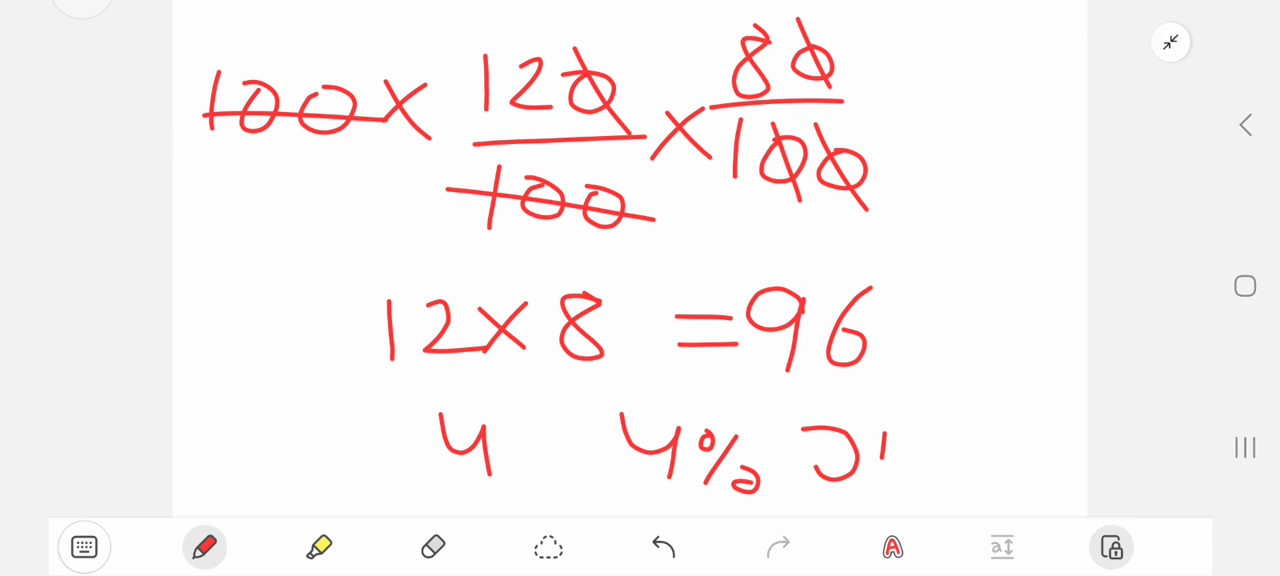 100 × 120/100 × 80/100
12 × 8 = 96
4 4%